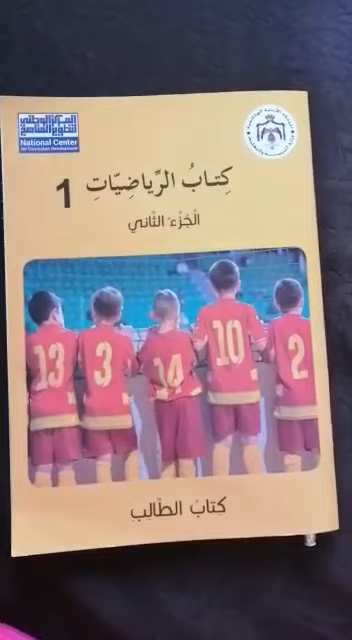 المركز الوطني
لتطوير المناهج
National Center
for Curriculum Development
كِتابُ الرِّياضِيّاتِ 1
الْجُزْءُ الثّاني
13
3
14
10
2
كِتابُ الطّالِبِ